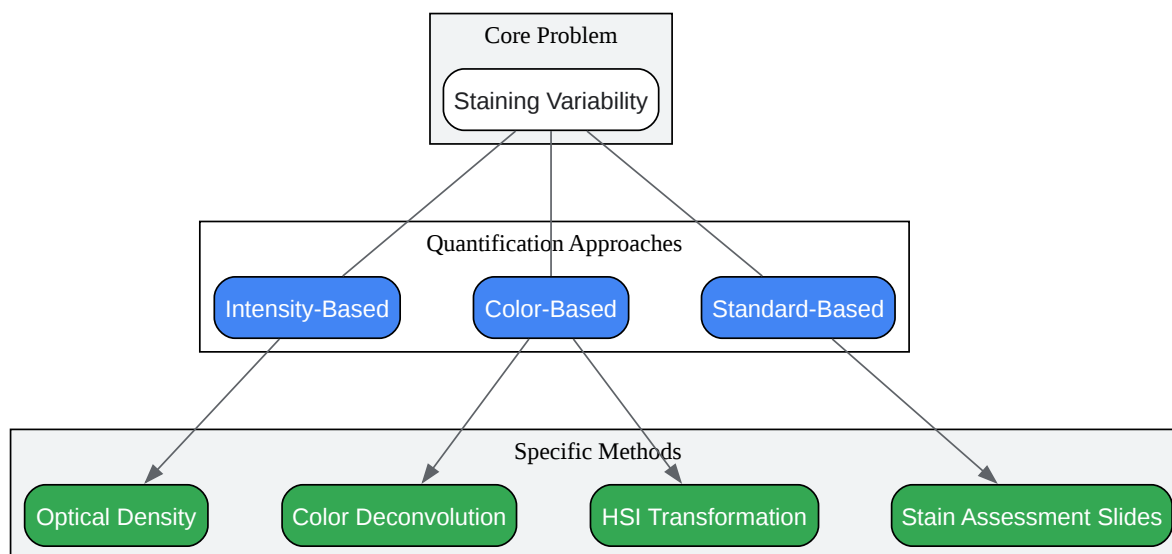 Core Problem
Staining Variability
Quantification Approaches
Intensity-Based
Color-Based
Standard-Based
Specific Methods
Optical Density
Color Deconvolution
HSI Transformation
Stain Assessment Slides